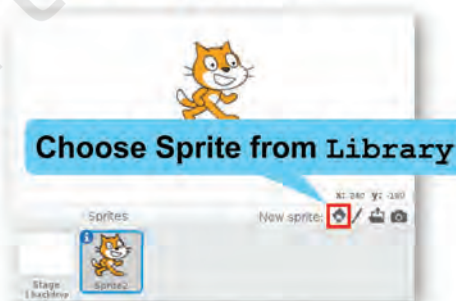 Choose Sprite from Library
x: 240 y: -180
Sprites
New sprite:
Sprite2
Stage
1 backdrop